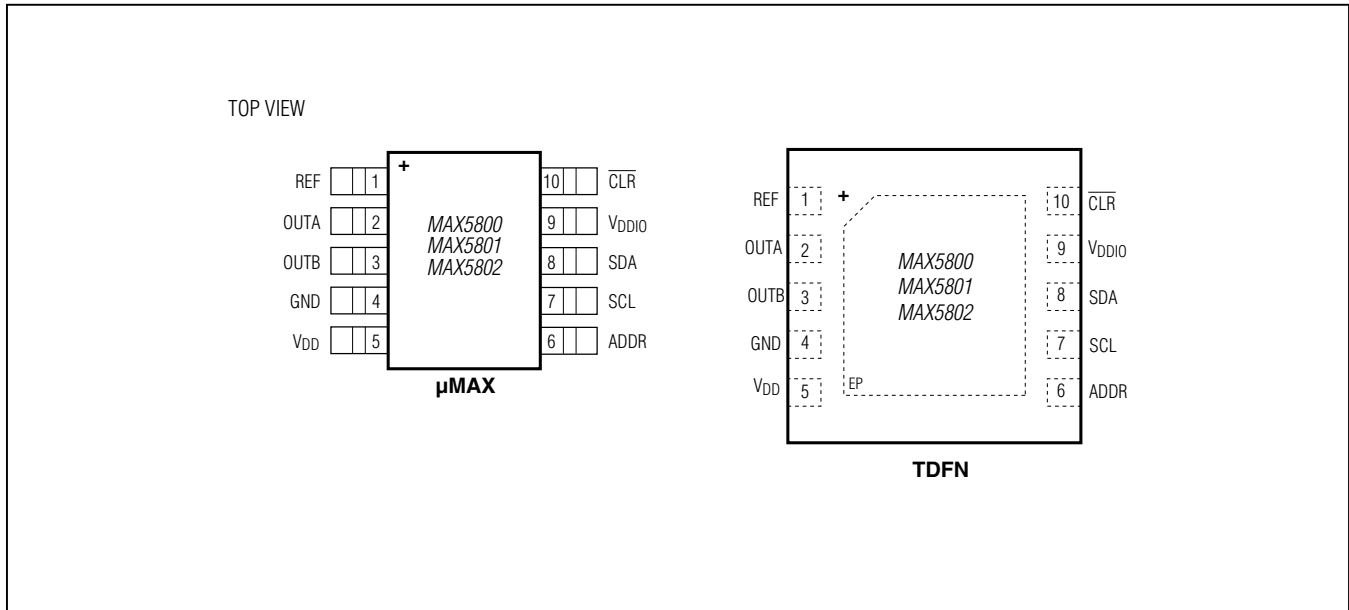 TOP VIEW
REF 1 + 10 CLR
OUTA 2 MAX5800 9 VDDIO
MAX5801
OUTB 3 MAX5802 8 SDA
GND 4 7 SCL
VDD 5 6 ADDR
µMAX
REF 1 + 10 CLR
OUTA 2 9 VDDIO
MAX5800
OUTB 3 MAX5801 8 SDA
MAX5802
GND 4 7 SCL
VDD 5 EP 6 ADDR
TDFN